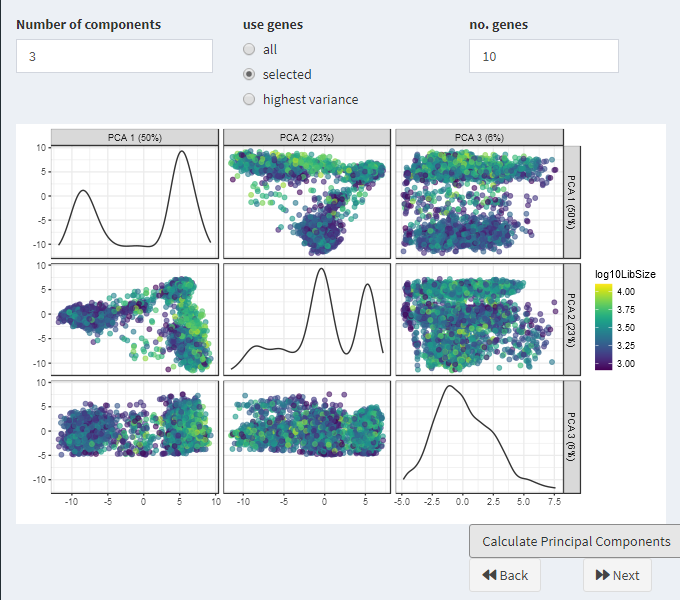 Number of components
use genes
no. genes
3
all
10
selected
highest variance
PCA 1 (50%)
PCA 2 (23%)
PCA 3 (6%)
10
5
0
-5
-10
PCA 1 (50%)
10
5
0
-5
-10
PCA 2 (23%)
log10LibSize
4.00
3.75
3.50
3.25
3.00
10
5
0
-5
-10
PCA 3 (6%)
-10 -5 0 5 10
-10 -5 0 5
-5.0 -2.5 0.0 2.5 5.0 7.5
Calculate Principal Components
Back
Next